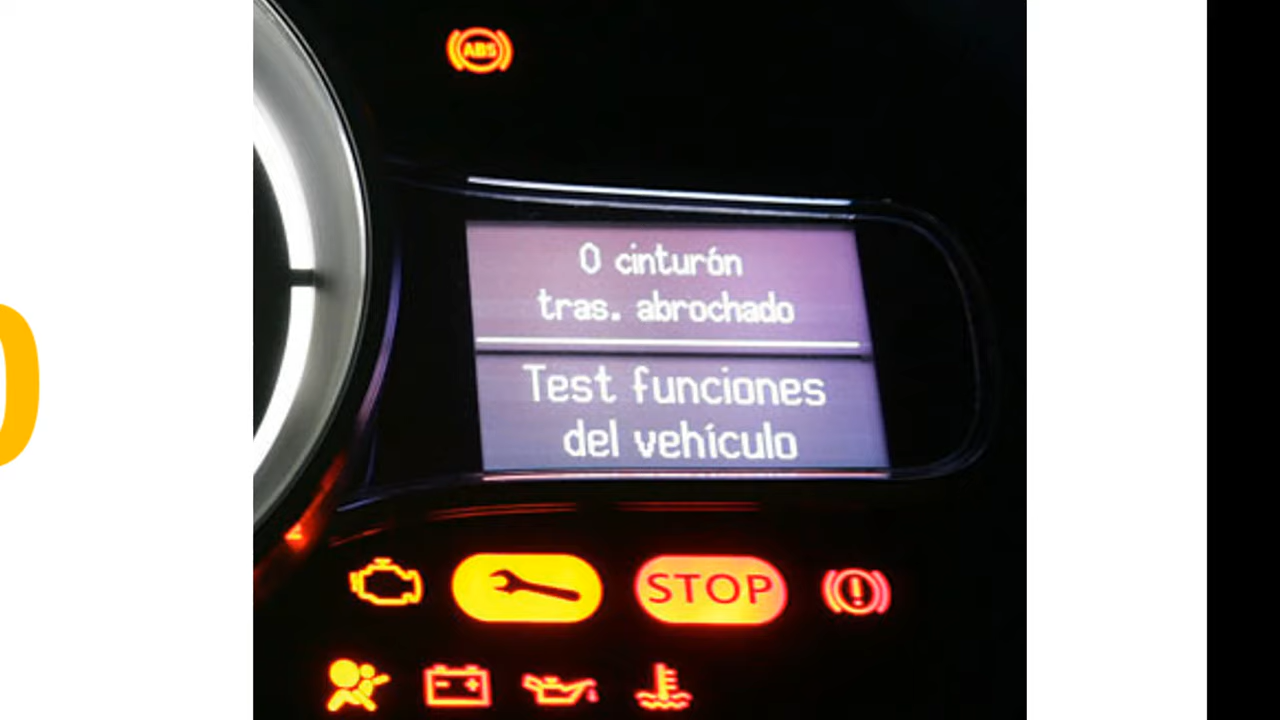 ABS
0 cinturón
tras. abrochado
Test funciones
del vehículo
STOP